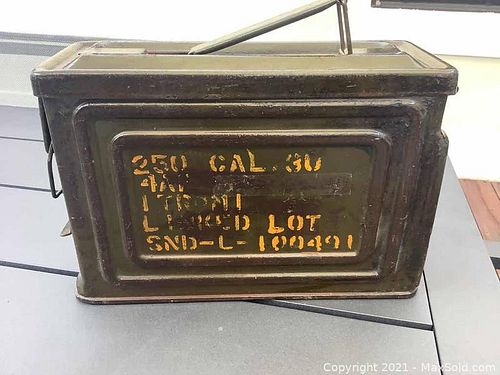 250 CAL. 30
4AP
1 TR M1
LINKED LOT
SND-L-100491
Copyright 2021 - MaxSold.com